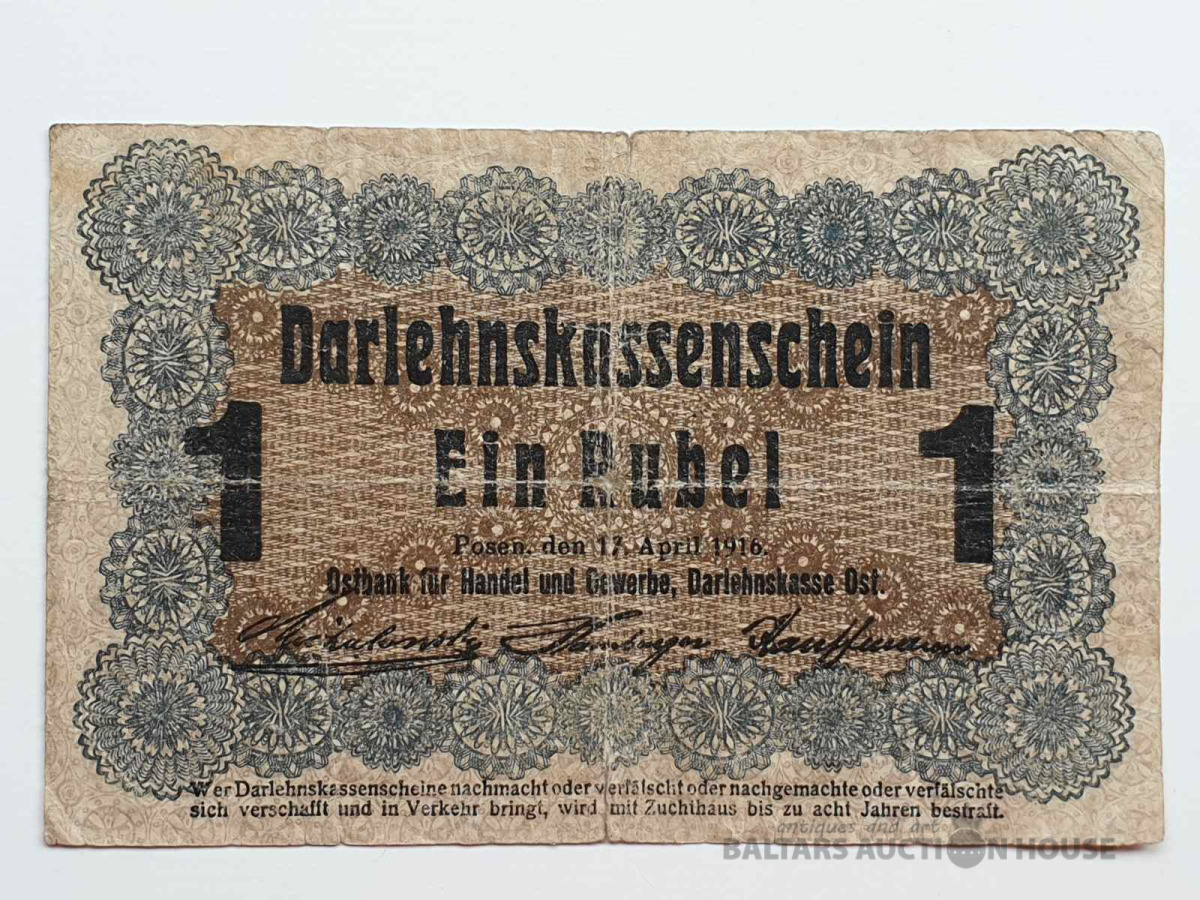 Darlehnskassenschein
1 Ein Rubel 1
Posen, den 17. April 1916.
Ostbank für Handel und Gewerbe, Darlehnskasse Ost.
Kauffmann
Wer Darlehnskassenscheine nachmacht oder verfälscht oder nachgemachte oder verfälschte
sich verschafft und in Verkehr bringt, wird mit Zuchthaus bis zu acht Jahren bestraft.
antiques and art
BALTARS AUCTION HOUSE